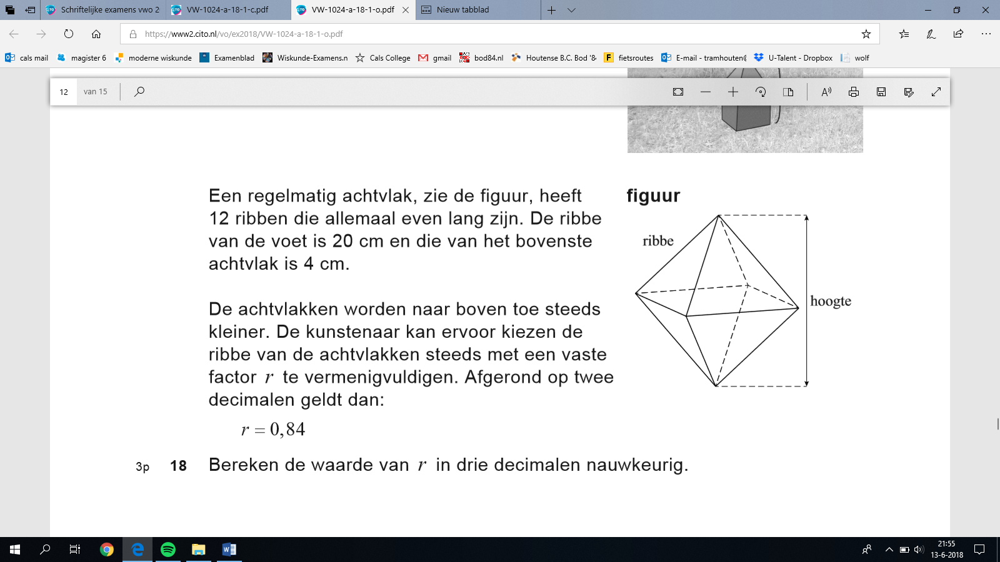 Schriftelijke examens vwo 2
VW-1024-a-18-1-c.pdf
VW-1024-a-18-1-o.pdf
Nieuw tabblad
https://www2.cito.nl/vo/ex2018/VW-1024-a-18-1-o.pdf
cals mail
magister 6
moderne wiskunde
Examenblad
Wiskunde-Examens.n
Cals College
gmail
bod84.nl
Houtense B.C. Bod '84
fietsroutes
E-mail - tramhouten@
U-Talent - Dropbox
wolf
12 van 15
Een regelmatig achtvlak, zie de figuur, heeft
12 ribben die allemaal even lang zijn. De ribbe
van de voet is 20 cm en die van het bovenste
achtvlak is 4 cm.
De achtvlakken worden naar boven toe steeds
kleiner. De kunstenaar kan ervoor kiezen de
ribbe van de achtvlakken steeds met een vaste
factor r te vermenigvuldigen. Afgerond op twee
decimalen geldt dan:
r = 0,84
figuur
ribbe
hoogte
3p 18 Bereken de waarde van r in drie decimalen nauwkeurig.
21:55
13-6-2018